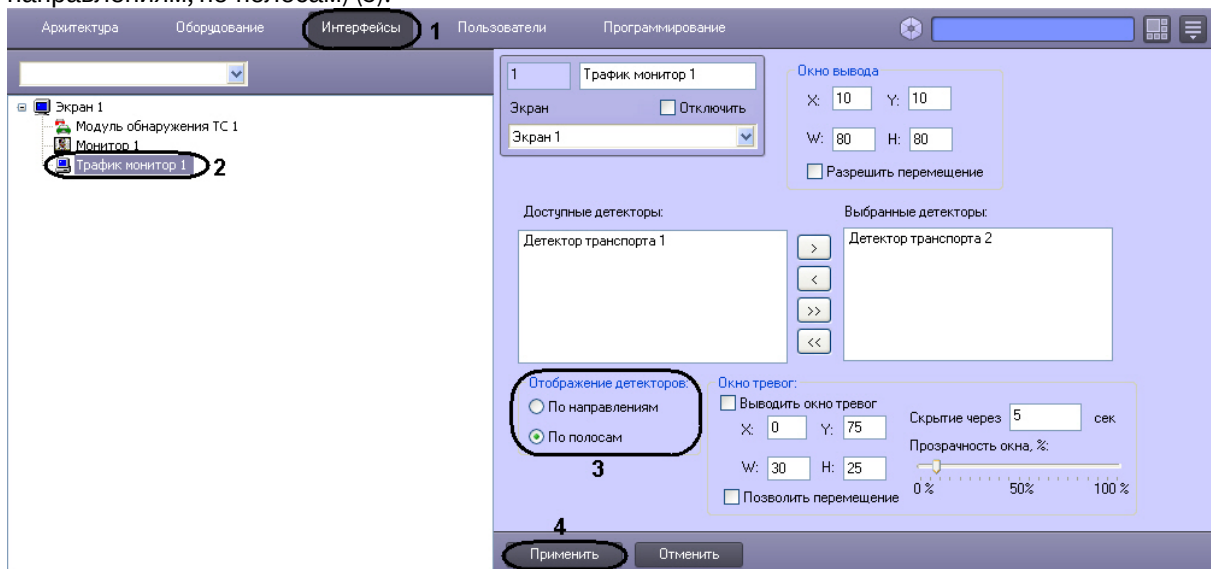 направлениям, по полосам) (3).
Архитектура Оборудование Интерфейсы 1 Пользователи Программирование
1 Трафик монитор 1
Экран Отключить
Экран 1
Окно вывода
X: 10 Y: 10
W: 80 H: 80
Разрешить перемещение
Экран 1
Модуль обнаружения ТС 1
Монитор 1
Трафик монитор 1 2
Доступные детекторы: Выбранные детекторы:
Детектор транспорта 1 > Детектор транспорта 2
<
>>
<<
Отображение детекторов:
По направлениям
По полосам
3
Окно тревог:
Выводить окно тревог
X: 0 Y: 75
W: 30 H: 25
Позволить перемещение
Скрытие через 5 сек
Прозрачность окна, %:
0 % 50% 100 %
4
Применить Отменить